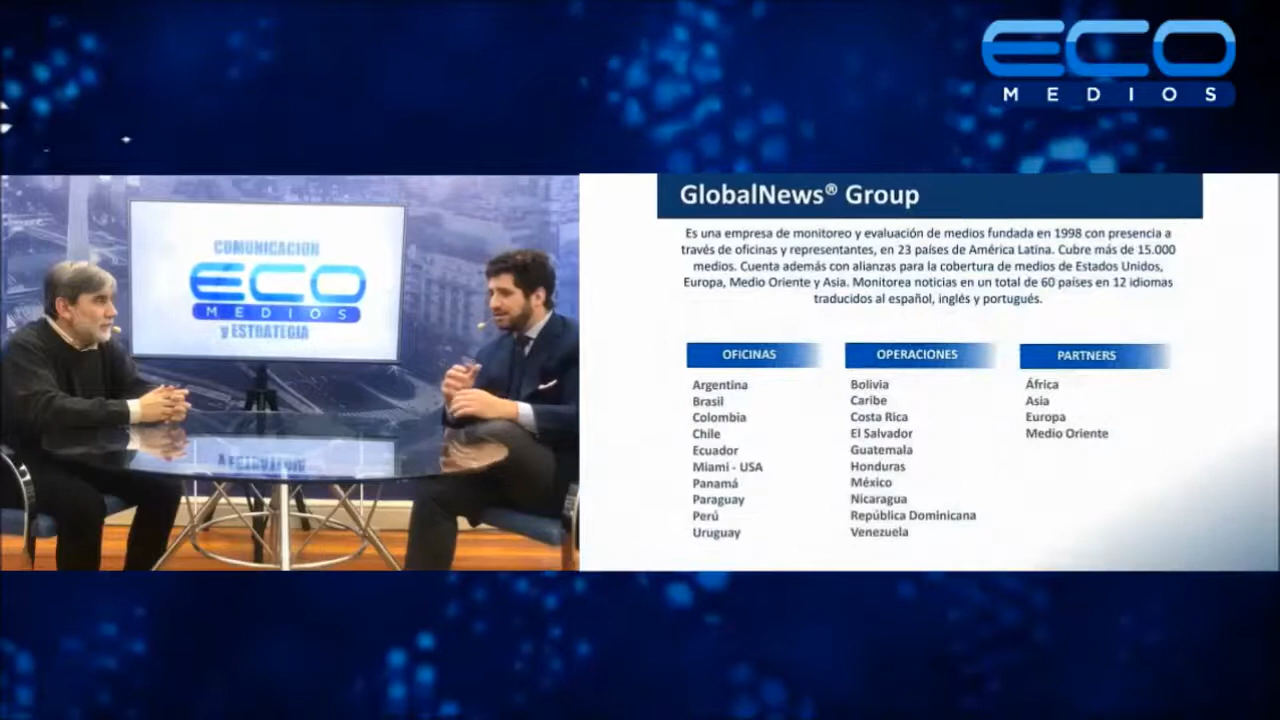 ECO
MEDIOS
COMUNICACIÓN
ECO
MEDIOS
y ESTRATEGIA
GlobalNews® Group
Es una empresa de monitoreo y evaluación de medios fundada en 1998 con presencia a
través de oficinas y representantes, en 23 países de América Latina. Cubre más de 15.000
medios. Cuenta además con alianzas para la cobertura de medios de Estados Unidos,
Europa, Medio Oriente y Asia. Monitorea noticias en un total de 60 países en 12 idiomas
traducidos al español, inglés y portugués.
OFICINAS
Argentina
Brasil
Colombia
Chile
Ecuador
Miami - USA
Panamá
Paraguay
Perú
Uruguay
OPERACIONES
Bolivia
Caribe
Costa Rica
El Salvador
Guatemala
Honduras
México
Nicaragua
República Dominicana
Venezuela
PARTNERS
África
Asia
Europa
Medio Oriente